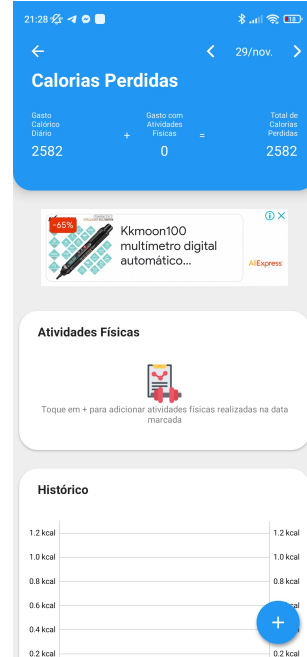 21:28
18
29/nov.
Calorias Perdidas
Gasto
Calórico
Diário
2582
+
Gasto com
Atividades
Físicas
0
=
Total de
Calorias
Perdidas
2582
-65%
Kkmoon100
multímetro digital
automático...
AliExpress
Atividades Físicas
Toque em + para adicionar atividades físicas realizadas na data
marcada
Histórico
1.2 kcal 1.2 kcal
1.0 kcal 1.0 kcal
0.8 kcal 0.8 kcal
0.6 kcal
0.4 kcal
0.2 kcal 0.2 kcal
+